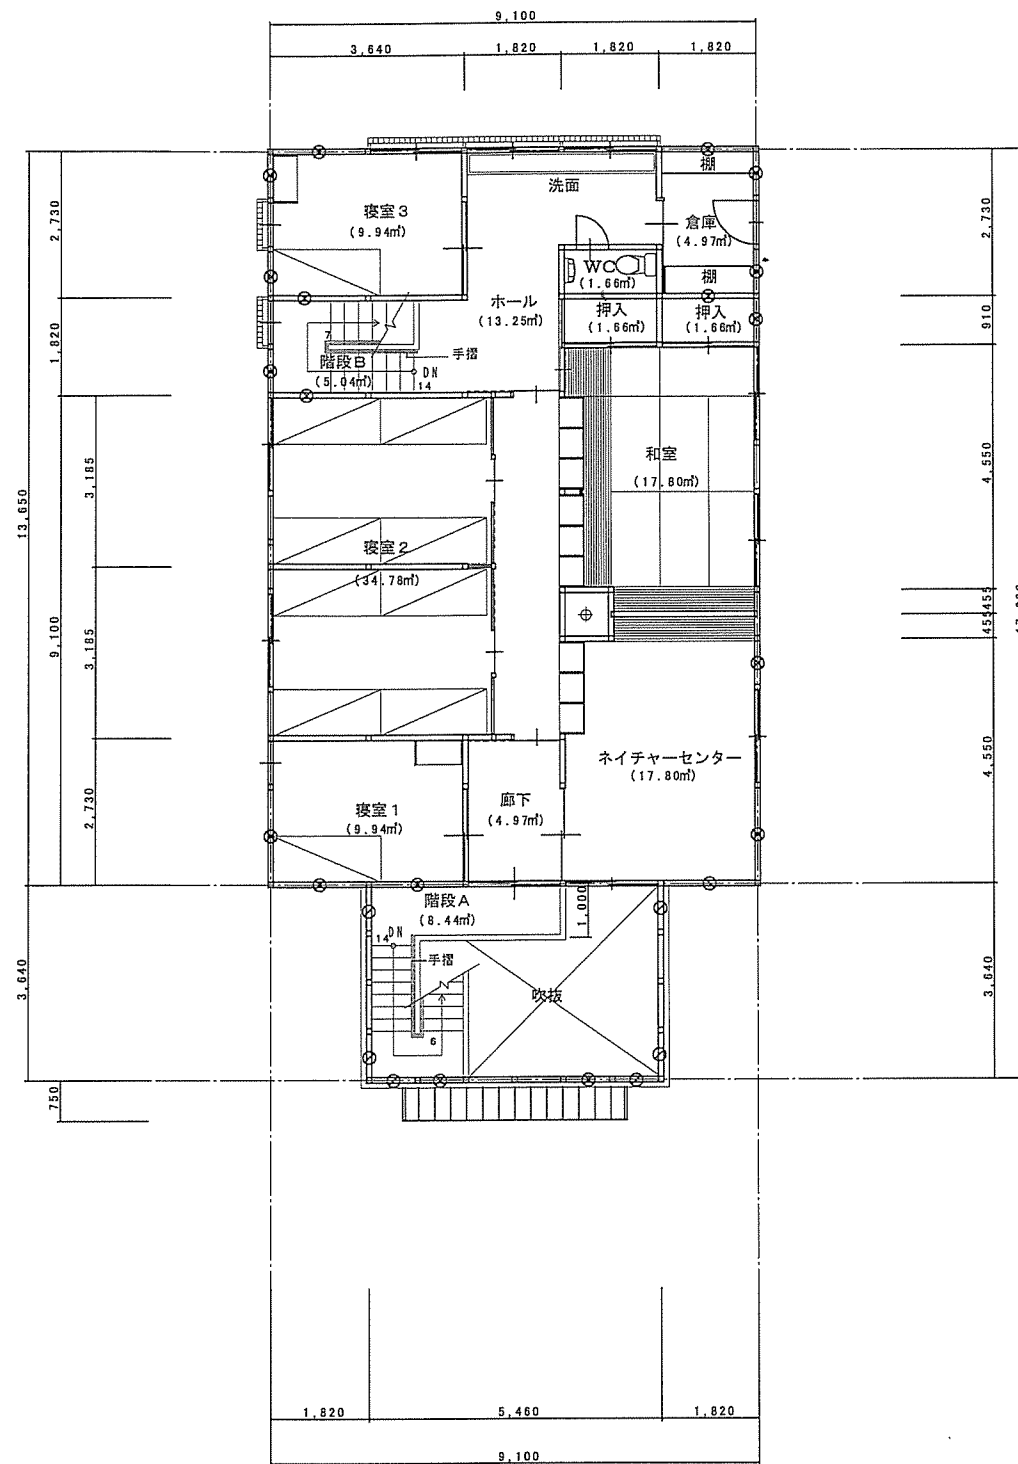 9,100
3,640
1,820
1,820
1,820
棚
洗面
寝室3
(9.94㎡)
倉庫
(4.97㎡)
2,730
2,730
WC
(1.66㎡)
棚
ホール
(13.25㎡)
押入
(1.66㎡)
押入
(1.66㎡)
910
1,820
7
手摺
階段B
(5.04㎡)
DN
14
和室
(17.80㎡)
4,550
3,185
13,650
寝室2
(34.78㎡)
455
455
9,100
3,185
ネイチャーセンター
(17.80㎡)
4,550
2,730
寝室1
(9.94㎡)
廊下
(4.97㎡)
階段A
(8.44㎡)
1,000
DN
14
手摺
吹抜
6
3,640
3,640
750
1,820
5,460
1,820
9,100